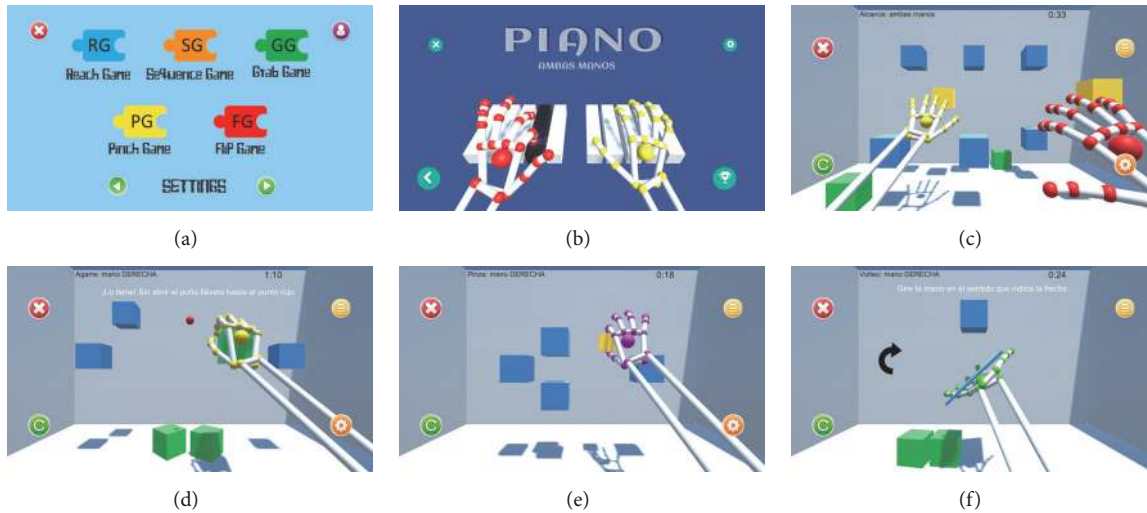 RG
SG
GG
Reach Game
Sequence Game
Grab Game
PG
FG
Pinch Game
Flip Game
SETTINGS
(a)
PIANO
AMBAS MANOS
(b)
Alcance: ambas manos
0:33
(c)
Agarre: mano DERECHA
1:10
¡Lo tiene! Sin abrir el puño llévelo hasta el punto rojo
(d)
Pinza: mano DERECHA
0:18
(e)
Volteo: mano DERECHA
0:24
Gire la mano en el sentido que indica la flecha
(f)